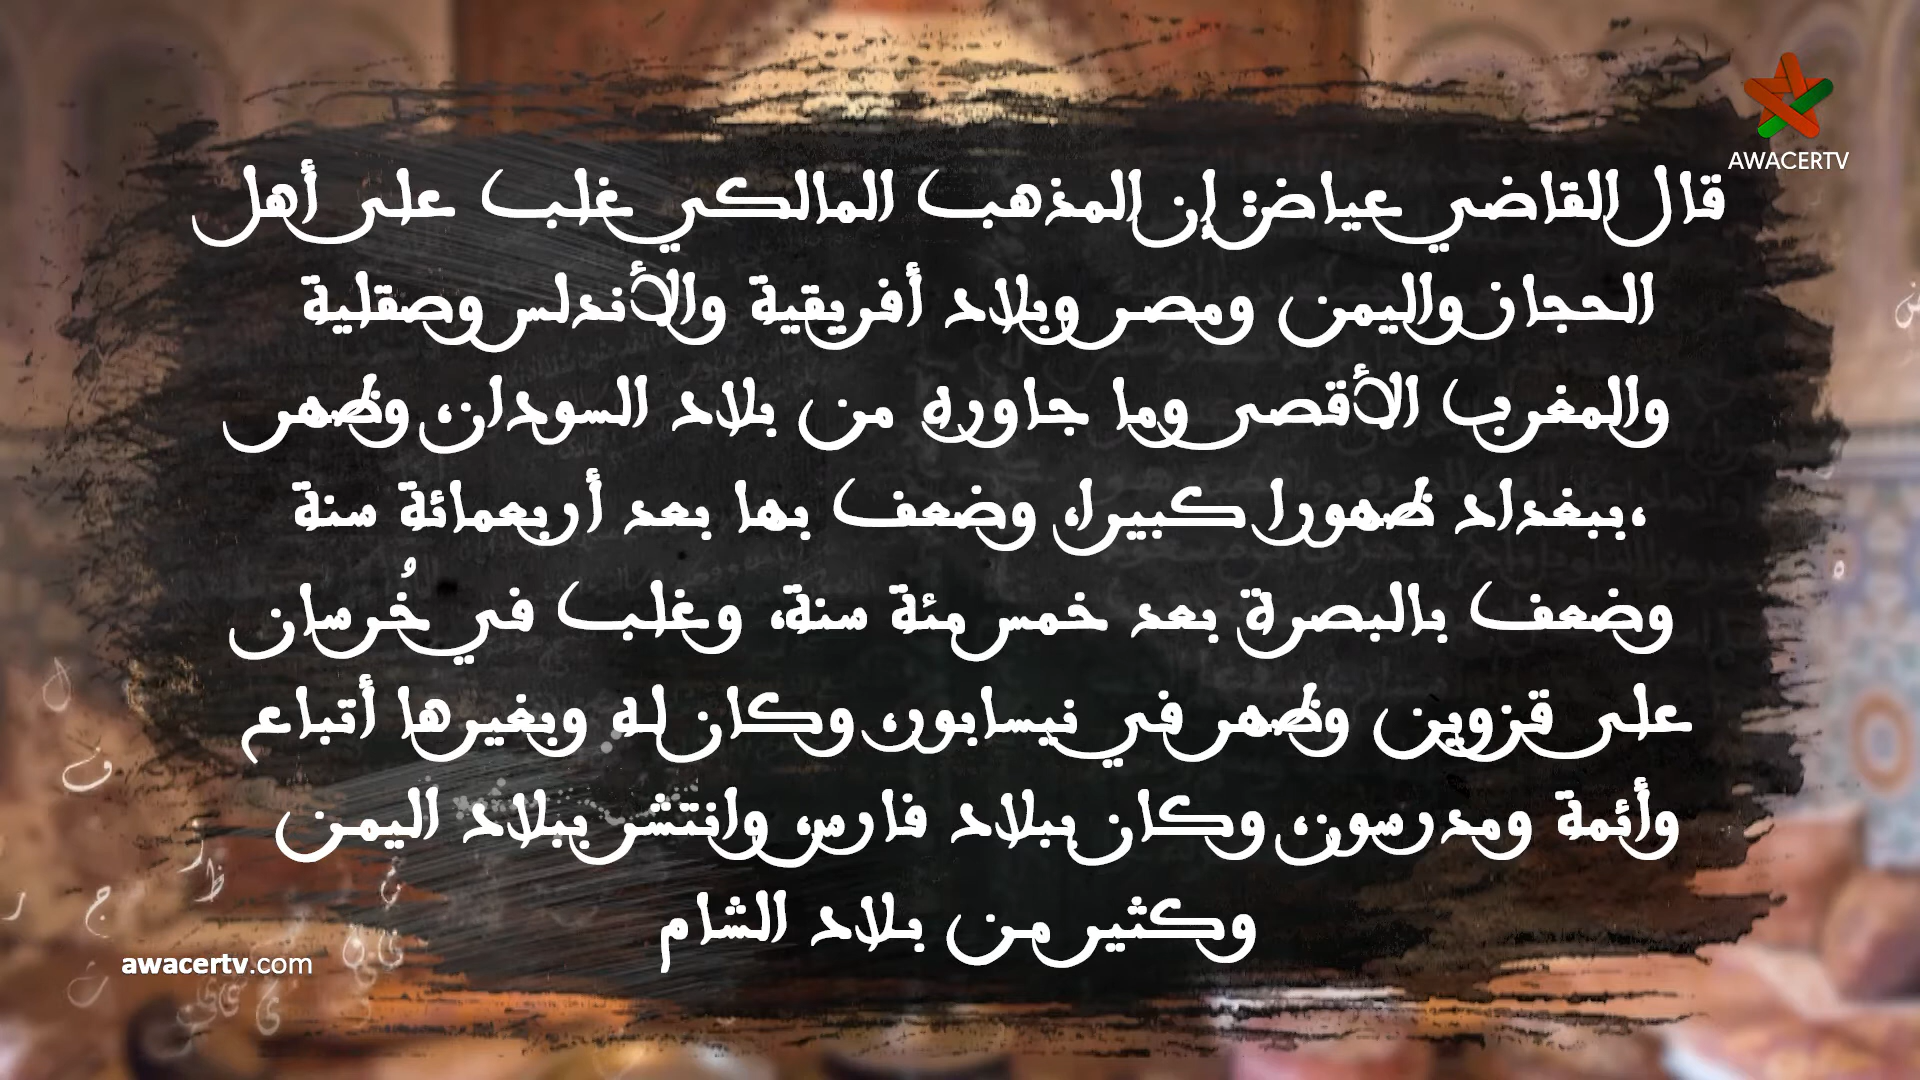 AWACERTV
قال القاضي عياض: إن المذهب المالكي غلب على أهل
الحجاز واليمن ومصر وبلاد أفريقية والأندلس وصقلية
والمغرب الأقصى وما جاوره من بلاد السودان، وظهر
،ببغداد ظهورا كبيرا، وضعف بها بعد أربعمائة سنة
وضعف بالبصرة بعد خمس مئة سنة، وغلب في خُرسان
على قزوين وظهر في نيسابور، وكان له وبغيرها أتباع
وأئمة ومدرسون، وكان ببلاد فارس، وانتشر ببلاد اليمن
وكثير من بلاد الشام
awacertv.com